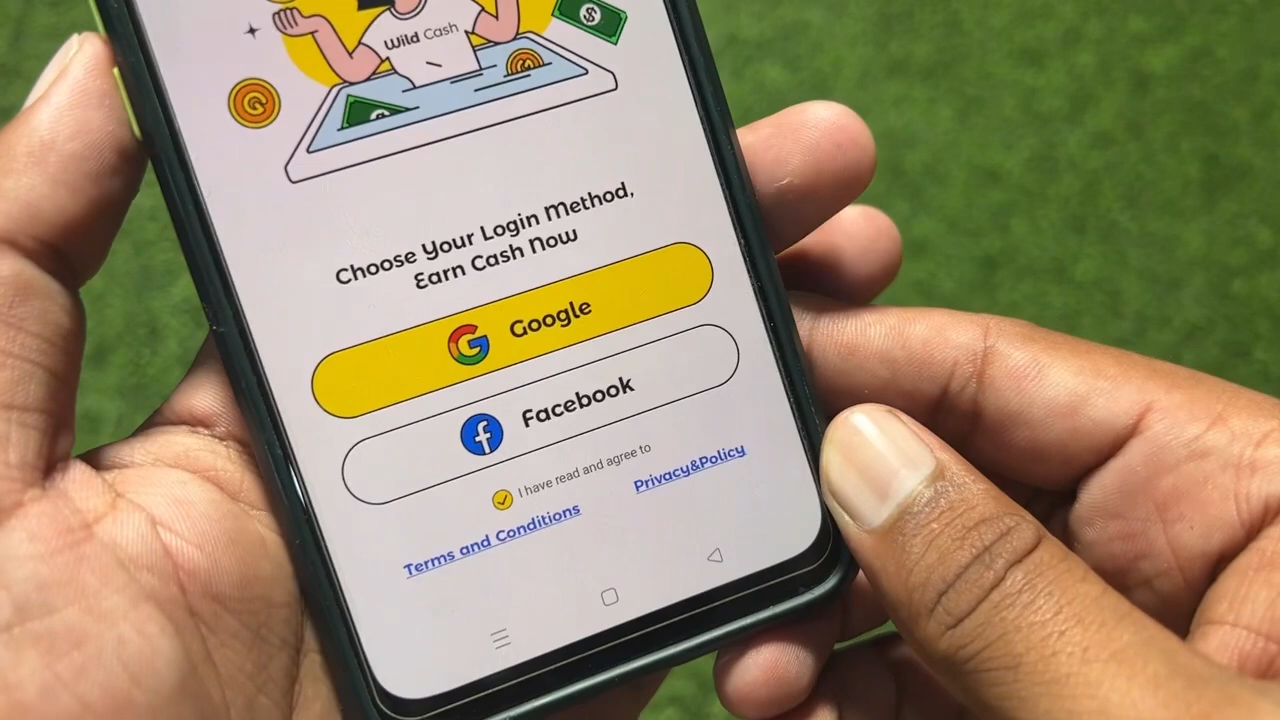 Wild Cash
Choose Your Login Method,
Earn Cash Now
Google
Facebook
I have read and agree to
Privacy&Policy
Terms and Conditions